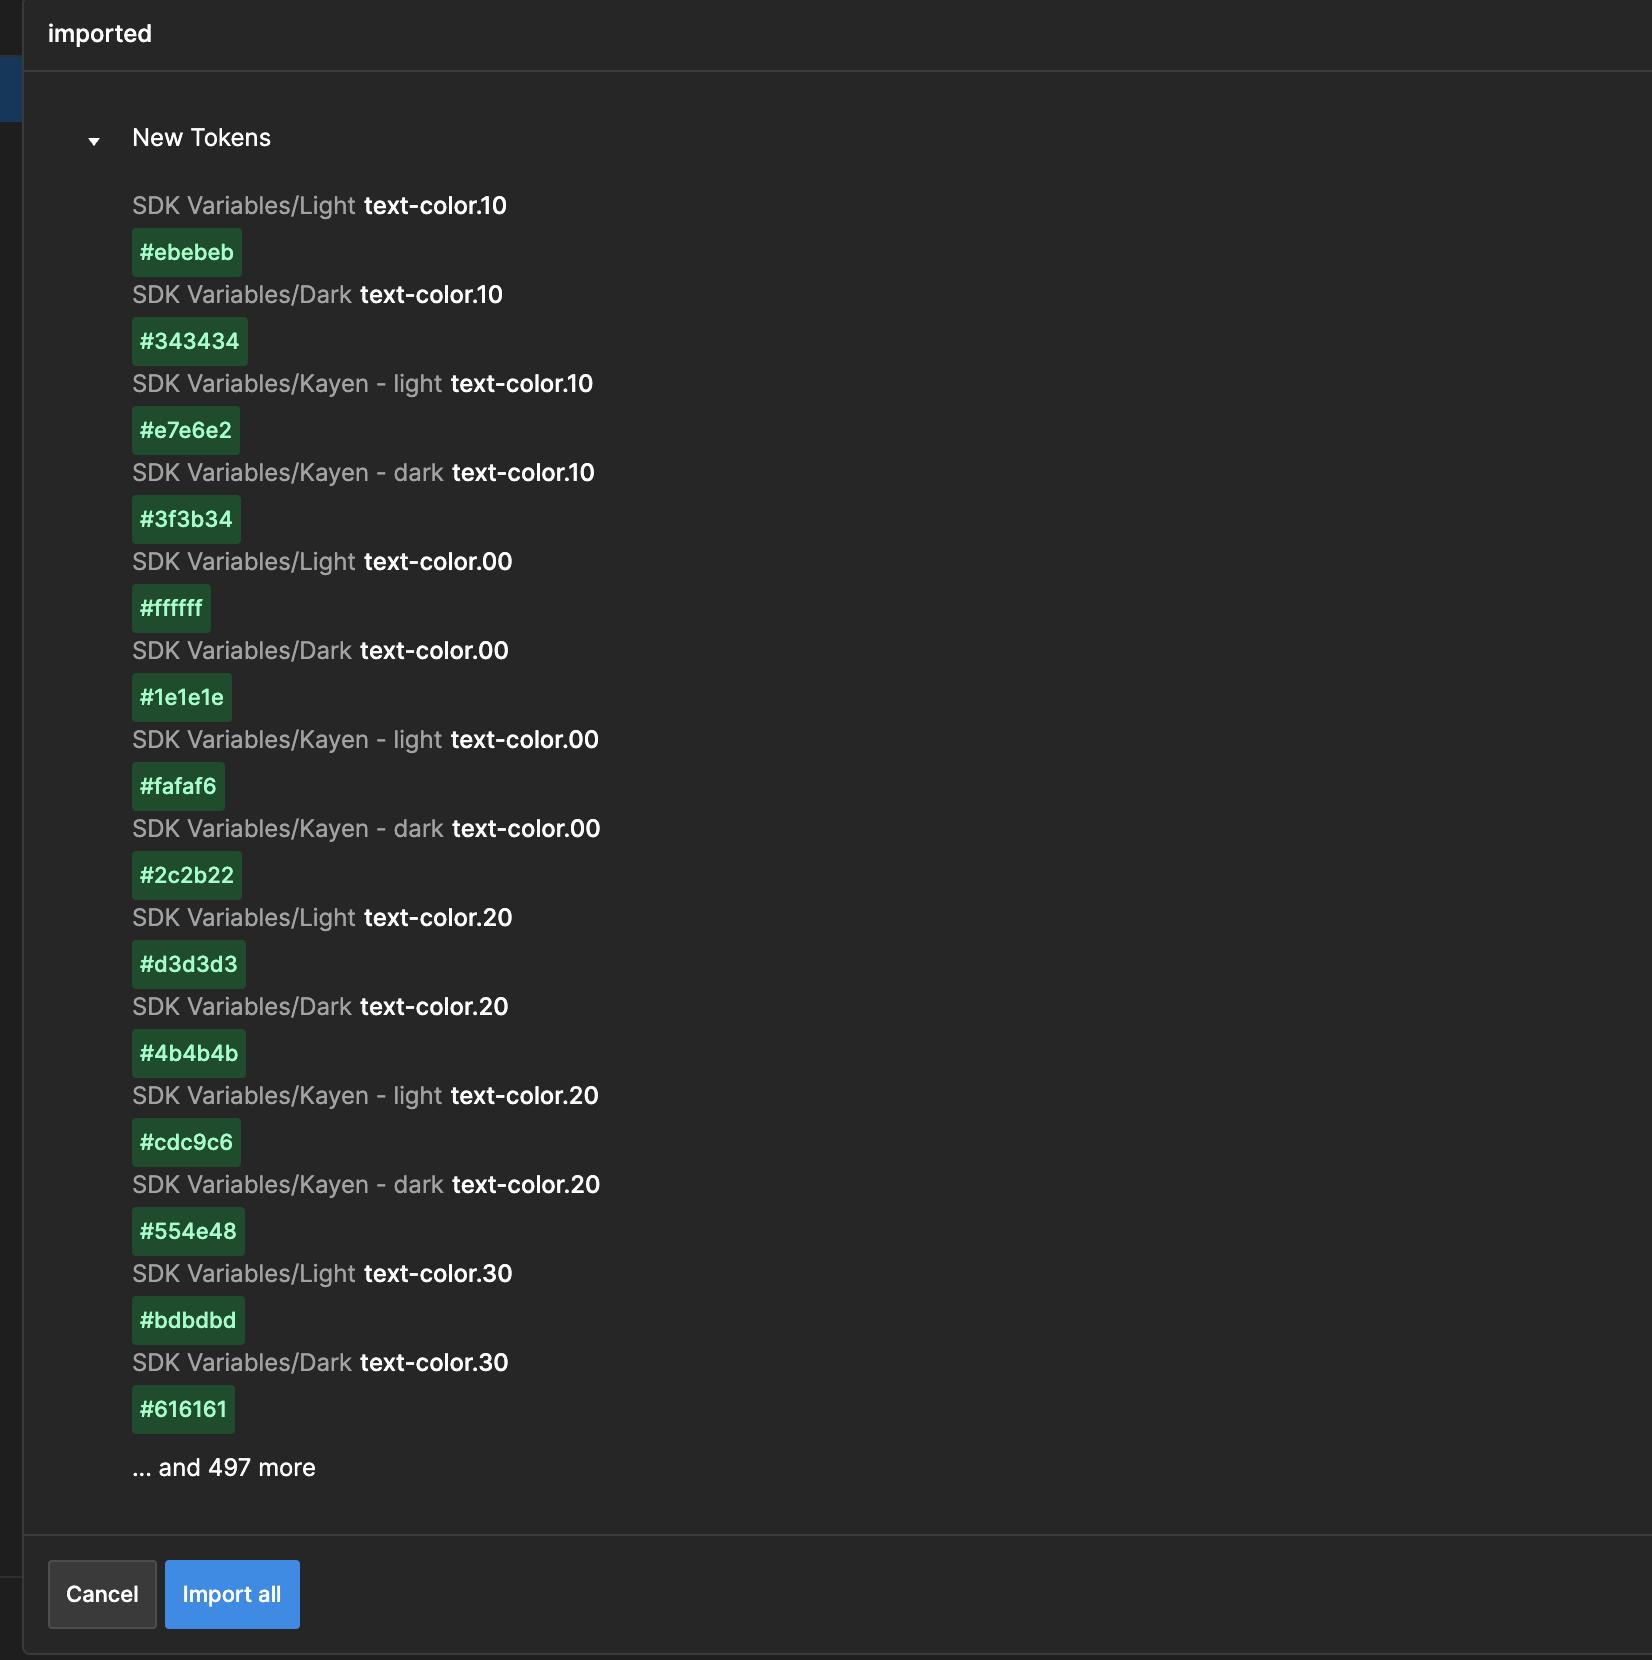 imported
New Tokens
SDK Variables/Light text-color.10
#ebebeb
SDK Variables/Dark text-color.10
#343434
SDK Variables/Kayen - light text-color.10
#e7e6e2
SDK Variables/Kayen - dark text-color.10
#3f3b34
SDK Variables/Light text-color.00
#ffffff
SDK Variables/Dark text-color.00
#1e1e1e
SDK Variables/Kayen - light text-color.00
#fafaf6
SDK Variables/Kayen - dark text-color.00
#2c2b22
SDK Variables/Light text-color.20
#d3d3d3
SDK Variables/Dark text-color.20
#4b4b4b
SDK Variables/Kayen - light text-color.20
#cdc9c6
SDK Variables/Kayen - dark text-color.20
#554e48
SDK Variables/Light text-color.30
#bdbdbd
SDK Variables/Dark text-color.30
#616161
... and 497 more
Cancel Import all